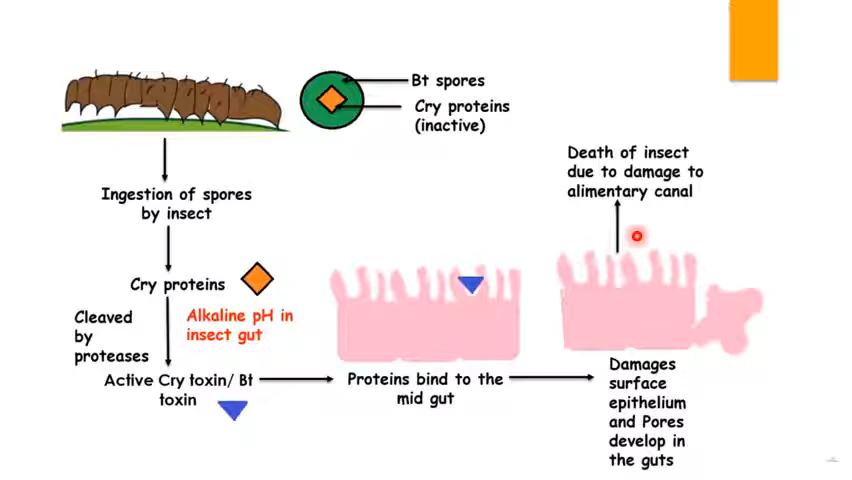 Bt spores
Cry proteins
(inactive)
Death of insect
due to damage to
alimentary canal
Ingestion of spores
by insect
Cry proteins
Cleaved
by
proteases
Alkaline pH in
insect gut
Active Cry toxin/ Bt
toxin
Proteins bind to the
mid gut
Damages
surface
epithelium
and Pores
develop in
the guts